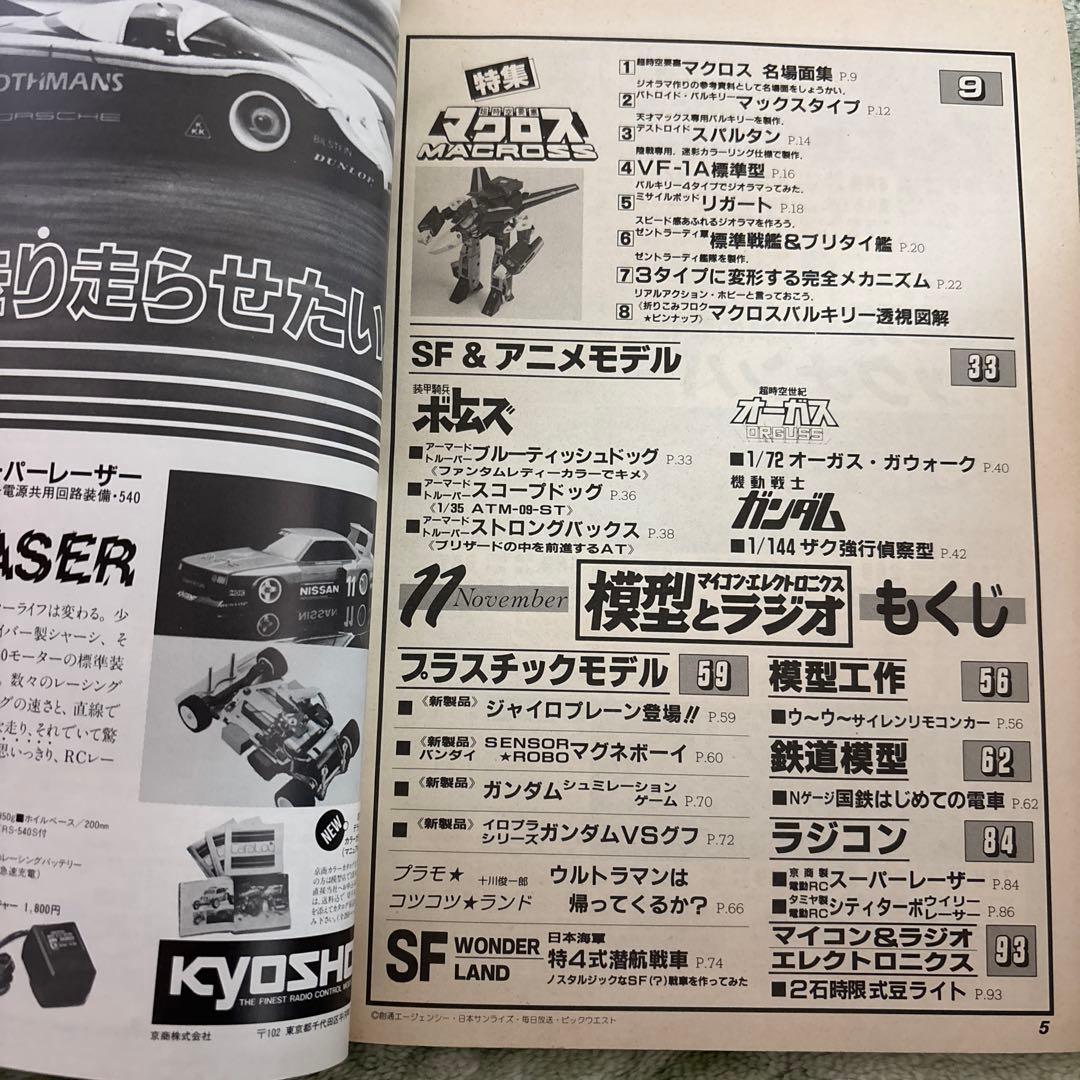 OTHMANS
PORSCHE
KKK
BILSTEIN
DUNLOP
り走らせたい
ーパーレーザー
電源共用回路装備・540
ASER
ーライフは変わる。少
イバー製シャーシ、そ
0モーターの標準装
。数々のレーシング
グの速さと、直線で
走り、それでいて驚
思いっきり、RCレー
NISSAN
11
350g■ホイルベース/200mm
RS-540S付
レーシングバッテリー
急速充電)
ャー 1,800円
NEW
KYOSHO
THE FINEST RADIO CONTROL MO
京商株式会社
〒102 東京都千代田区
特集
超時空要塞
マクロス
MACROSS
9
1 超時空要塞マクロス 名場面集 P.9
ジオラマ作りの参考資料として名場面をしょうかい。
2 バトロイド・バルキリー マックスタイプ P.12
天才マックス専用バルキリーを製作。
3 デストロイド スパルタン P.14
陸戦専用、迷彩カラーリング仕様で製作。
4 VF-1A標準型 P.16
バルキリー4タイプでジオラマってみた。
5 ミサイルポッド リガート P.18
スピード感あふれるジオラマを作ろう。
6 ゼントラーディ軍 標準戦艦&ブリタイ艦 P.20
ゼントラーディ艦隊を製作。
7 3タイプに変形する完全メカニズム P.22
リアルアクション・ホビーと言っておこう。
8 《折りこみフロク★ピンナップ》マクロスバルキリー透視図解
SF & アニメモデル
33
装甲騎兵
ボトムズ
■アーマードトルーパー ブルーティッシュドッグ P.33
《ファンタムレディーカラーでキメ》
■アーマードトルーパー スコープドッグ P.36
《1/35 ATM-09-ST》
■アーマードトルーパー ストロングバックス P.38
《ブリザードの中を前進するAT》
超時空世紀
オーガス
ORGUSS
■1/72 オーガス・ガウォーク P.40
機動戦士
ガンダム
■1/144 ザク強行偵察型 P.42
11 November
模型とラジオ
マイコン・エレクトロニクス
もくじ
プラスチックモデル
59
■《新製品》ジャイロプレーン登場!! P.59
■《新製品》バンダイ SENSOR★ROBO マグネボーイ P.60
■《新製品》ガンダム シュミレーションゲーム P.70
■《新製品》イロプラシリーズ ガンダムVSグフ P.72
プラモ★コツコツ★ランド
十川俊一郎
ウルトラマンは
帰ってくるか? P.66
SF WONDER LAND
日本海軍
特4式潜航戦車 P.74
ノスタルジックなSF(?)戦車を作ってみた
模型工作
56
■ウ〜ウ〜サイレンリモコンカー P.56
鉄道模型
62
■Nゲージ国鉄はじめての電車 P.62
ラジコン
84
■京商製電動RC スーパーレーザー P.84
■タミヤ製電動RC シティターボウイリーレーサー P.86
マイコン&ラジオ
エレクトロニクス
93
■2石時限式豆ライト P.93
©創通エージェンシー・日本サンライズ・毎日放送・ビックウエスト
5